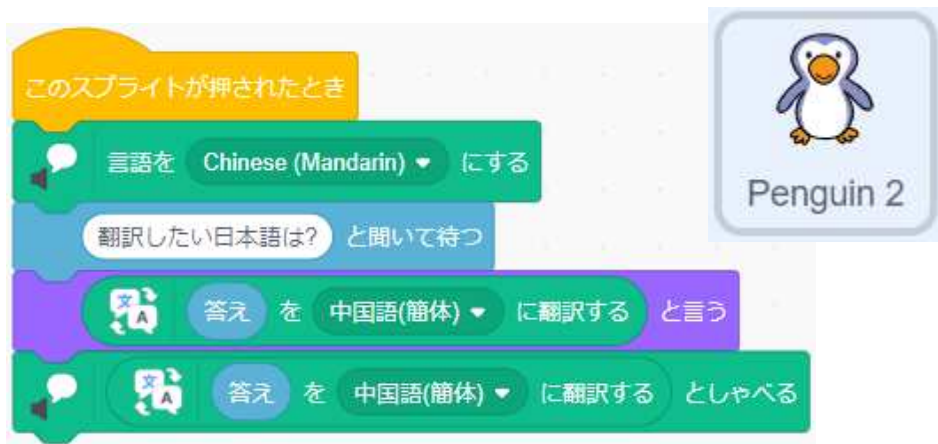 このスプライトが押されたとき
言語を Chinese (Mandarin) にする
翻訳したい日本語は? と聞いて待つ
文 A 答え を 中国語(簡体) に翻訳する と言う
文 A 答え を 中国語(簡体) に翻訳する としゃべる
Penguin 2